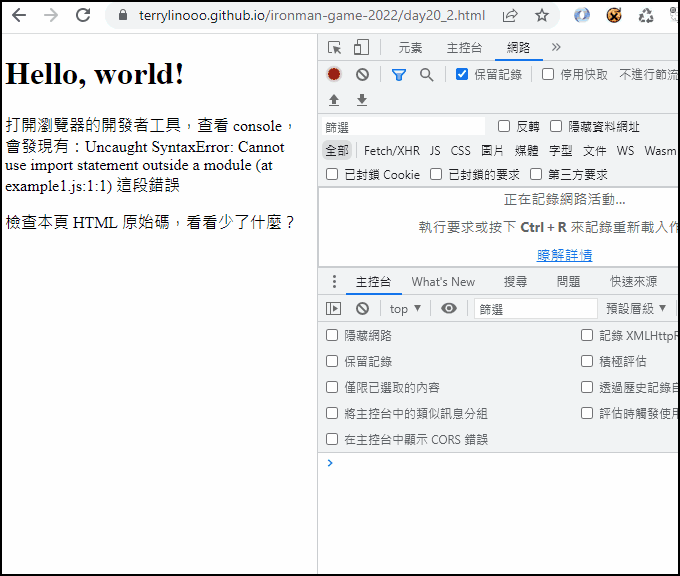 terrylinooo.github.io/ironman-game-2022/day20_2.html
Hello, world!
打開瀏覽器的開發者工具，查看 console，
會發現有：Uncaught SyntaxError: Cannot
use import statement outside a module (at
example1.js:1:1) 這段錯誤
檢查本頁 HTML 原始碼，看看少了什麼？
元素 主控台 網路
保留記錄 停用快取 不進行節流
篩選 反轉 隱藏資料網址
全部 Fetch/XHR JS CSS 圖片 媒體 字型 文件 WS Wasm
已封鎖 Cookie 已封鎖的要求 第三方要求
正在記錄網路活動...
執行要求或按下 Ctrl + R 來記錄重新載入作
瞭解詳情
主控台 What's New 搜尋 問題 快速來源
top ▼ 篩選 預設層級 ▼
隱藏網路 記錄 XMLHttpR
保留記錄 積極評估
僅限已選取的內容 透過歷史記錄自
將主控台中的類似訊息分組 評估時觸發使用
在主控台中顯示 CORS 錯誤